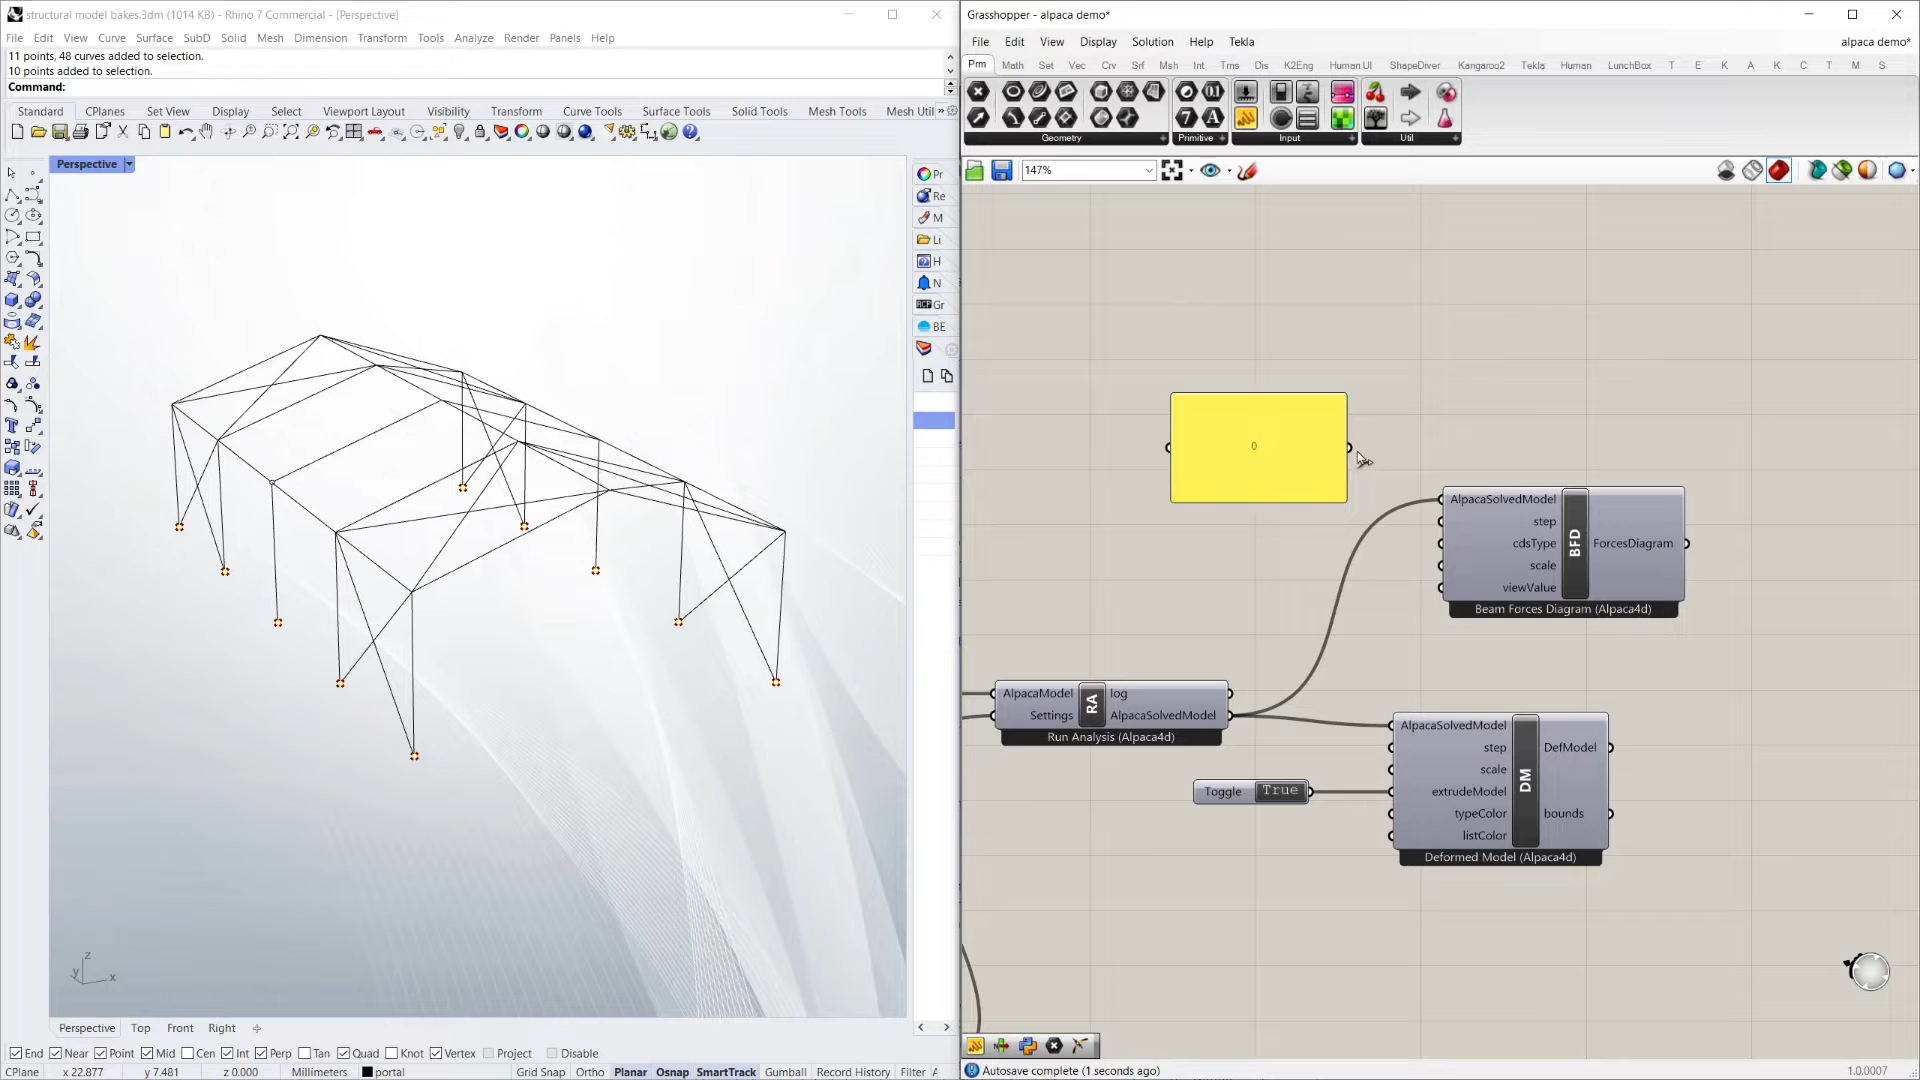 structural model bakes.3dm (1014 KB) - Rhino 7 Commercial - [Perspective]
File Edit View Curve Surface SubD Solid Mesh Dimension Transform Tools Analyze Render Panels Help
11 points, 48 curves added to selection.
10 points added to selection.
Command:
Standard CPlanes Set View Display Select Viewport Layout Visibility Transform Curve Tools Surface Tools Solid Tools Mesh Tools Mesh Util »
Perspective
Pr
Re
M
Li
H
N
Gr
BE
z
y
x
Perspective Top Front Right
End Near Point Mid Cen Int Perp Tan Quad Knot Vertex Project Disable
CPlane x 22.877 y 7.481 z 0.000 Millimeters portal Grid Snap Ortho Planar Osnap SmartTrack Gumball Record History Filter
Grasshopper - alpaca demo*
File Edit View Display Solution Help Tekla
alpaca demo*
Prm Math Set Vec Crv Srf Msh Int Trns Dis K2Eng Human UI ShapeDiver Kangaroo2 Tekla Human LunchBox T E K A K C T M S
Geometry Primitive Input Util
147%
0
AlpacaSolvedModel
step
cdsType
scale
viewValue
BFD
ForcesDiagram
Beam Forces Diagram (Alpaca4d)
AlpacaModel
Settings
RA
log
AlpacaSolvedModel
Run Analysis (Alpaca4d)
Toggle True
AlpacaSolvedModel
step
scale
extrudeModel
typeColor
listColor
DM
DefModel
bounds
Deformed Model (Alpaca4d)
Autosave complete (1 seconds ago)
1.0.0007